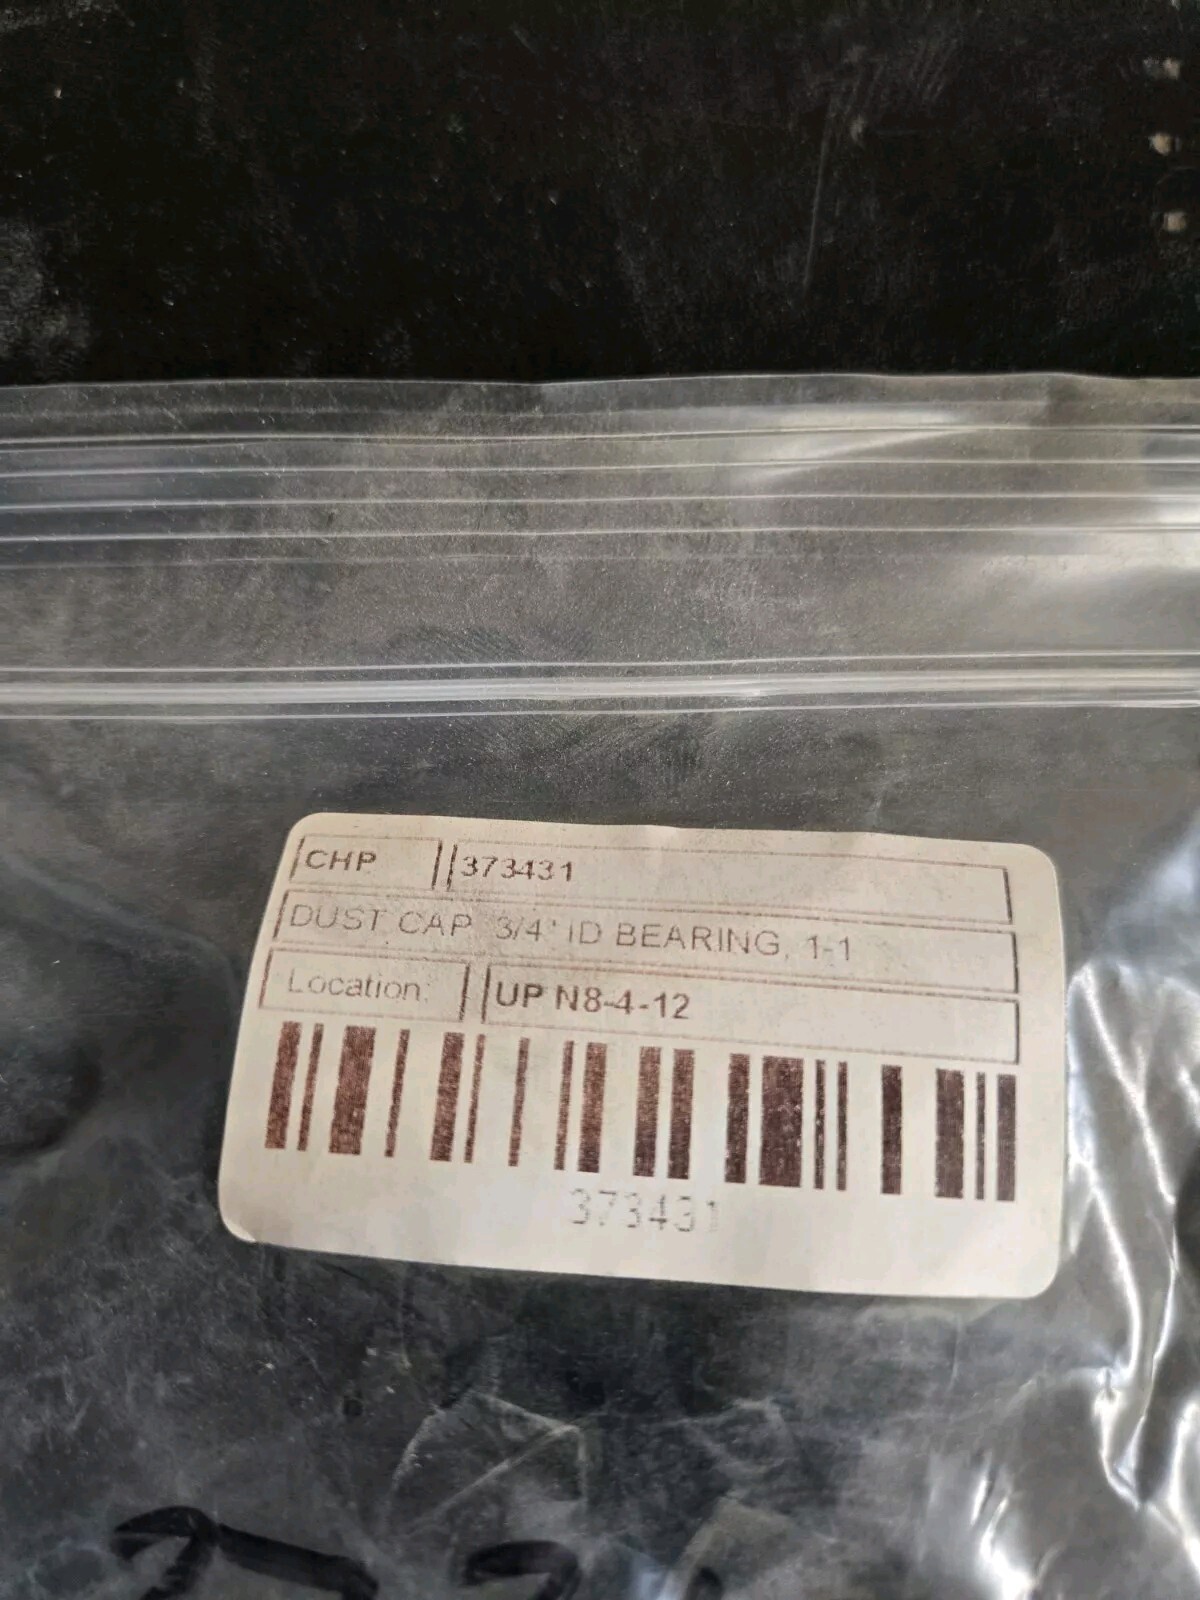 CHP 373431
DUST CAP, 3/4" ID BEARING, 1-1
Location: UP N8-4-12
373431